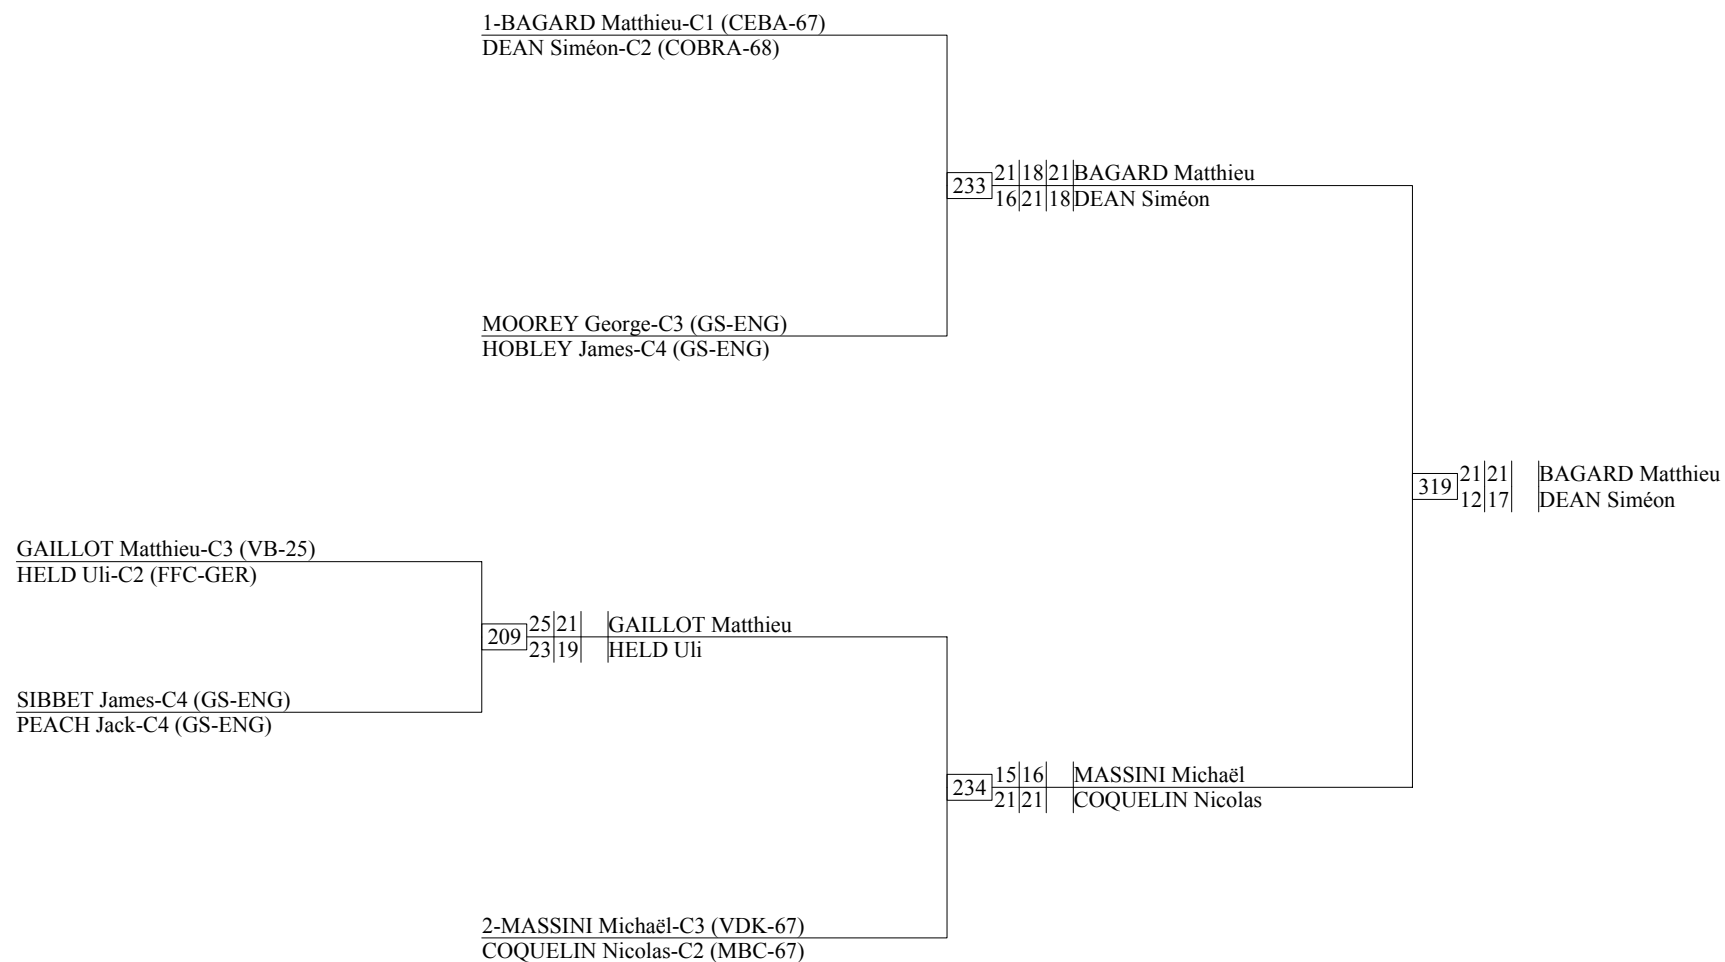 1-BAGARD Matthieu-C1 (CEBA-67)
DEAN Siméon-C2 (COBRA-68)
233
21 18 21 BAGARD Matthieu
16 21 18 DEAN Siméon
MOOREY George-C3 (GS-ENG)
HOBLEY James-C4 (GS-ENG)
319
21 21 BAGARD Matthieu
12 17 DEAN Siméon
GAILLOT Matthieu-C3 (VB-25)
HELD Uli-C2 (FFC-GER)
209
25 21 GAILLOT Matthieu
23 19 HELD Uli
SIBBET James-C4 (GS-ENG)
PEACH Jack-C4 (GS-ENG)
234
15 16 MASSINI Michaël
21 21 COQUELIN Nicolas
2-MASSINI Michaël-C3 (VDK-67)
COQUELIN Nicolas-C2 (MBC-67)